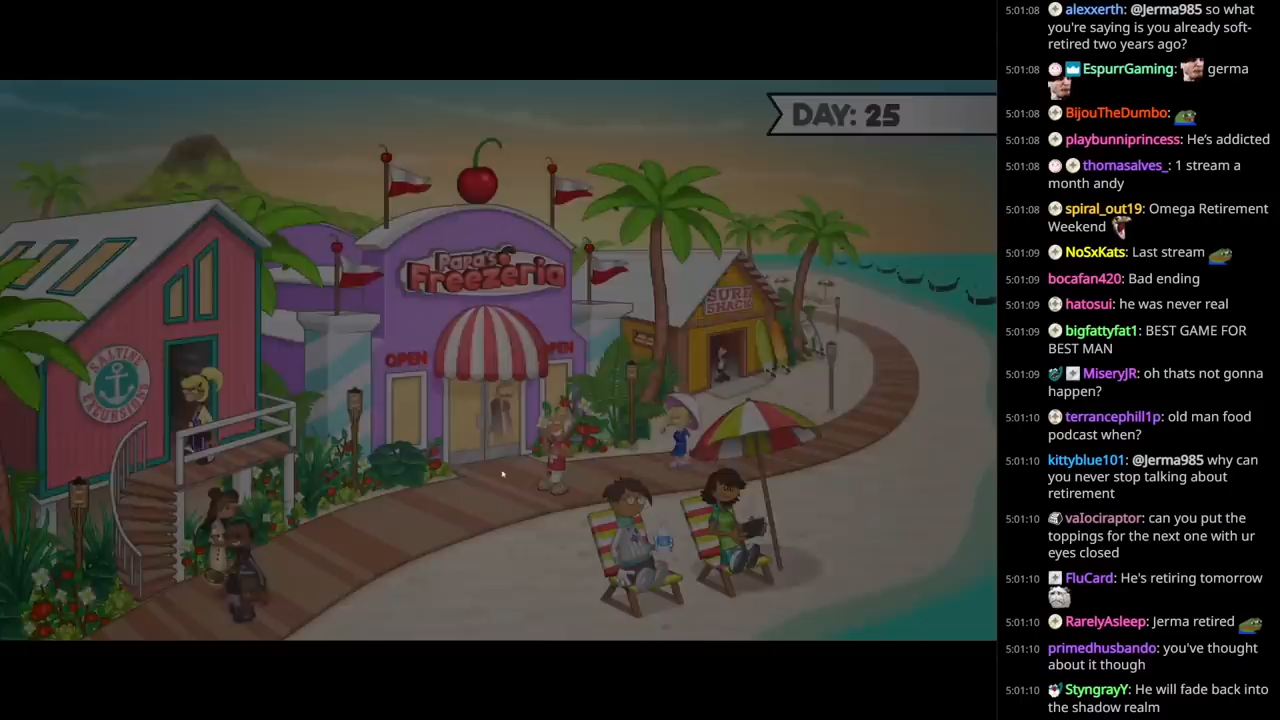 DAY: 25
Papa's
Freezeria
OPEN
OPEN
SURF
SHACK
SALTINE
EXCURSIONS
5:01:08 alexxerth: @Jerma985 so what
you're saying is you already soft-
retired two years ago?
5:01:08 EspurrGaming: germa
5:01:08 BijouTheDumbo:
5:01:08 playbunniprincess: He's addicted
5:01:08 thomasalves_: 1 stream a
month andy
5:01:08 spiral_out19: Omega Retirement
Weekend
5:01:09 NoSxKats: Last stream
5:01:09 bocafan420: Bad ending
5:01:09 hatosui: he was never real
5:01:09 bigfattyfat1: BEST GAME FOR
BEST MAN
5:01:09 MiseryJR: oh thats not gonna
happen?
5:01:10 terrancephill1p: old man food
podcast when?
5:01:10 kittyblue101: @Jerma985 why can
you never stop talking about
retirement
5:01:10 vaIociraptor: can you put the
toppings for the next one with ur
eyes closed
5:01:10 FluCard: He's retiring tomorrow
5:01:10 RarelyAsleep: Jerma retired
5:01:10 primedhusbando: you've thought
about it though
5:01:10 StyngrayY: He will fade back into
the shadow realm